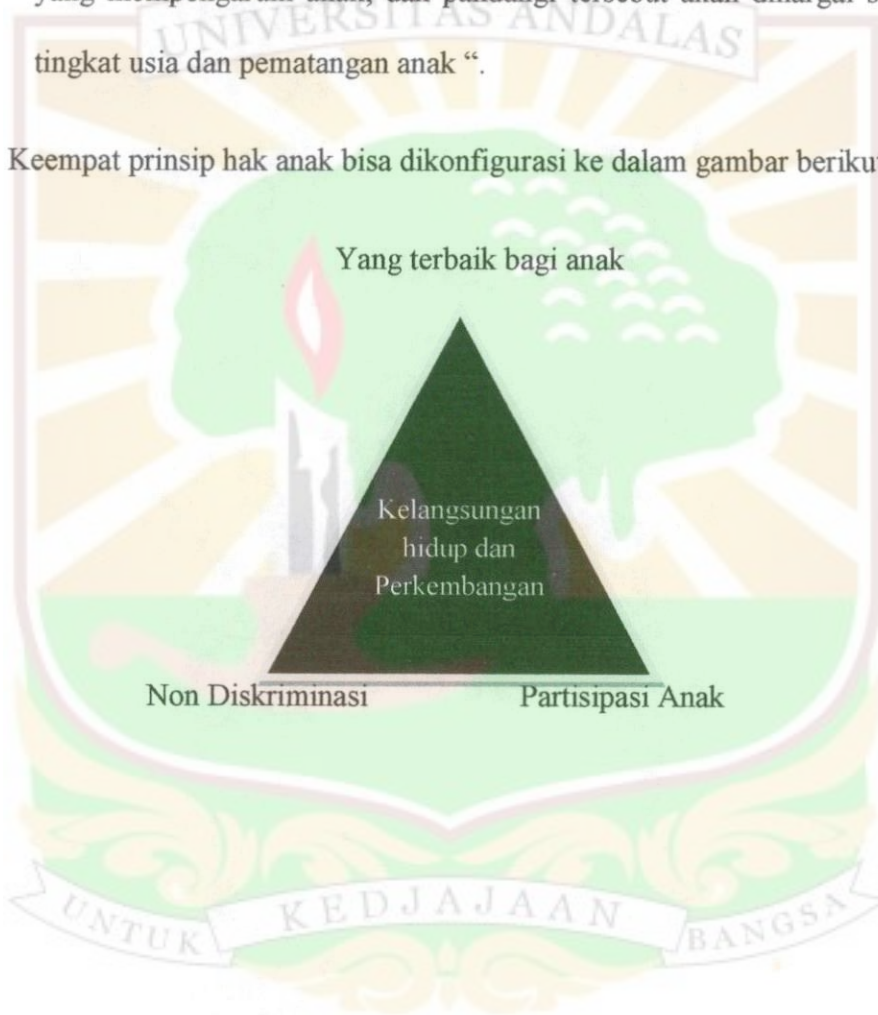 UNIVERSITAS ANDALAS
tingkat usia dan pematangan anak “.
Keempat prinsip hak anak bisa dikonfigurasi ke dalam gambar
Yang terbaik bagi anak
Kelangsungan
hidup dan
Perkembangan
Non Diskriminasi
Partisipasi Anak
UNTUK KEDJAJAAN BANGSA